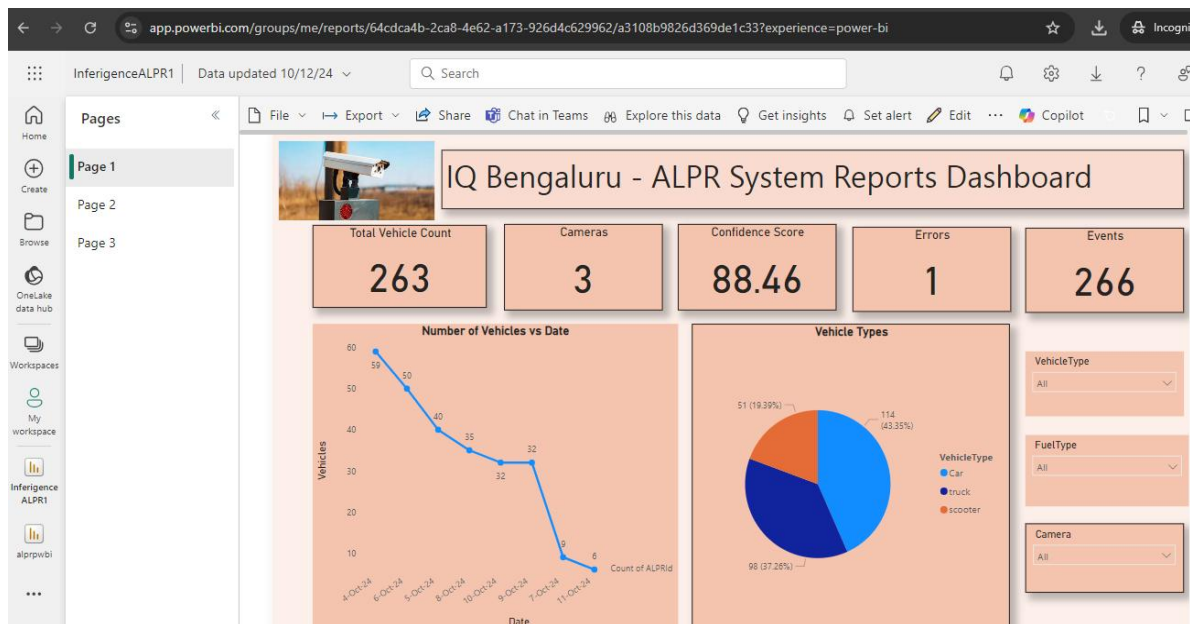 app.powerbi.com/groups/me/reports/64cdca4b-2ca8-4e62-a173-926d4c629962/a3108b9826d369de1c33?experience=power-bi
InferigenceALPR1 | Data updated 10/12/24
Search
Home
Create
Browse
OneLake
data hub
Workspaces
My
workspace
Inferigence
ALPR1
alprpwbi
Pages
Page 1
Page 2
Page 3
File
Export
Share
Chat in Teams
Explore this data
Get insights
Set alert
Edit
Copilot
IQ Bengaluru - ALPR System Reports Dashboard
Total Vehicle Count
263
Cameras
3
Confidence Score
88.46
Errors
1
Events
266
Number of Vehicles vs Date
Vehicles
60
50
40
30
20
10
59
50
40
35
32
32
9
6
Count of ALPRId
4-Oct-24
6-Oct-24
5-Oct-24
8-Oct-24
10-Oct-24
9-Oct-24
7-Oct-24
11-Oct-24
Date
Vehicle Types
51 (19.39%)
114
(43.35%)
98 (37.26%)
VehicleType
Car
truck
scooter
VehicleType
All
FuelType
All
Camera
All